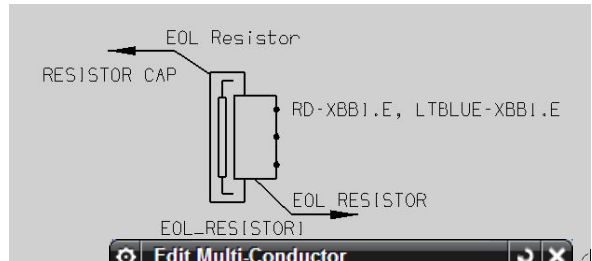 EOL Resistor
RESISTOR CAP
RD-XBB1.E, LTBLUE-XBB1.E
EOL RESISTOR
EOL_RESISTOR1
Edit Multi-Conductor